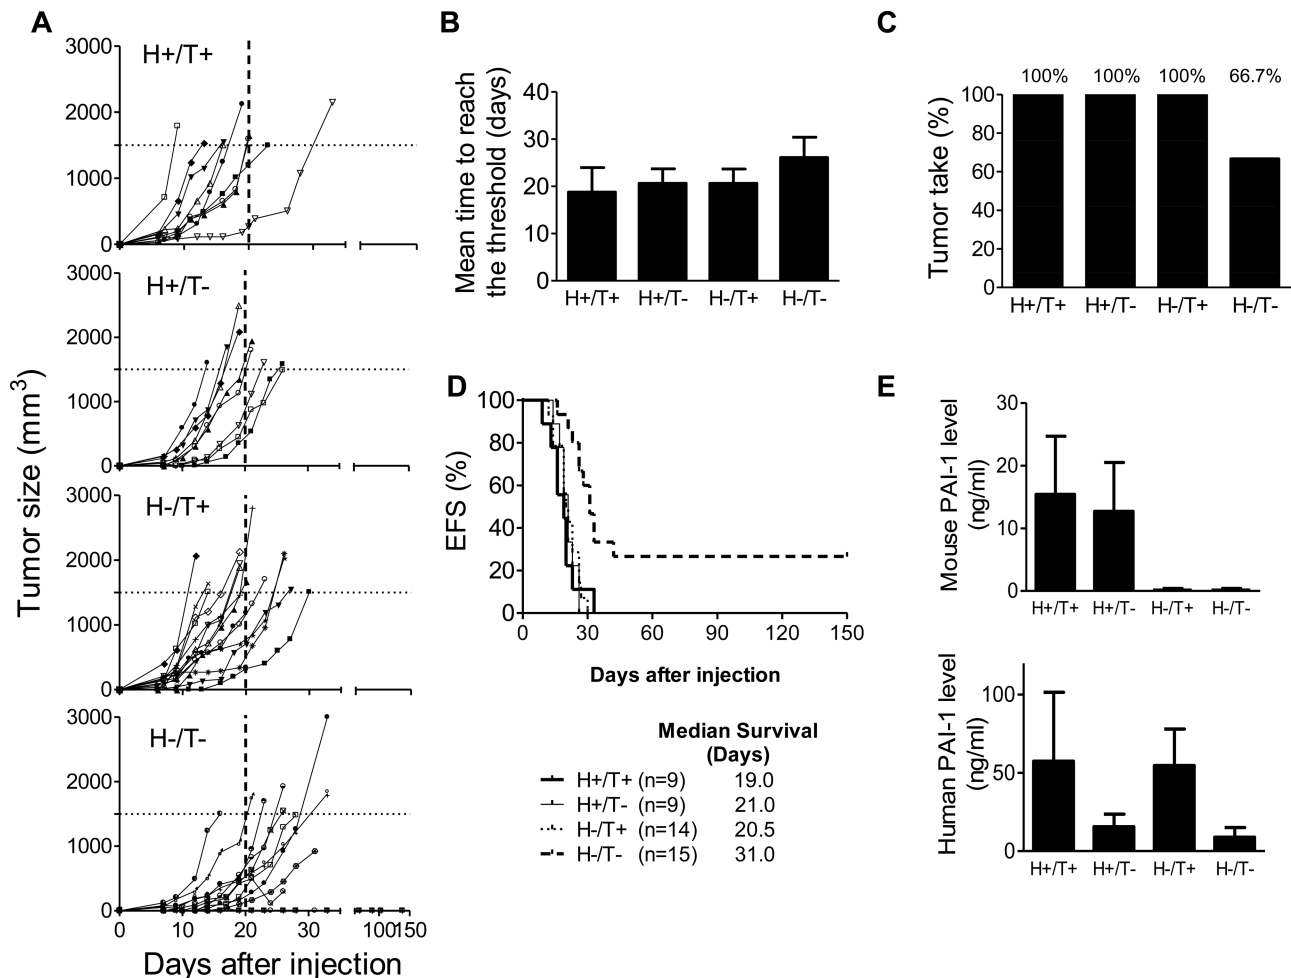 A
Tumor size (mm3)
H+/T+
3000
2000
1000
0
H+/T-
3000
2000
1000
0
H-/T+
3000
2000
1000
0
H-/T-
3000
2000
1000
0
0 10 20 30 100 150
Days after injection
B
Mean time to reach
the threshold (days)
40
30
20
10
0
H+/T+ H+/T- H-/T+ H-/T-
C
Tumor take (%)
100% 100% 100% 66.7%
100
80
60
40
20
0
H+/T+ H+/T- H-/T+ H-/T-
D
EFS (%)
100
80
60
40
20
0
0 30 60 90 120 150
Days after injection
Median Survival
(Days)
H+/T+ (n=9) 19.0
H+/T- (n=9) 21.0
H-/T+ (n=14) 20.5
H-/T- (n=15) 31.0
E
Mouse PAI-1 level
(ng/ml)
30
20
10
0
H+/T+ H+/T- H-/T+ H-/T-
Human PAI-1 level
(ng/ml)
100
50
0
H+/T+ H+/T- H-/T+ H-/T-